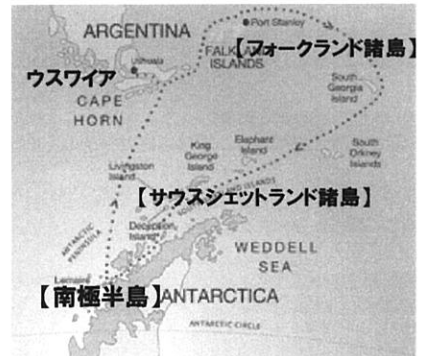 ARGENTINA
Port Stanley
FALKLAND
ISLANDS
【フォークランド諸島】
Ushuaia
ウスワイア
CAPE
HORN
South
Georgia
Island
King
George
Island
Elephant
Island
South
Orkney
Islands
Livingston
Island
【サウスシェットランド諸島】
Deception
Island
ANTARCTIC
PENINSULA
WEDDELL
SEA
Lemaire
【南極半島】
ANTARCTICA
ANTARCTIC CIRCLE